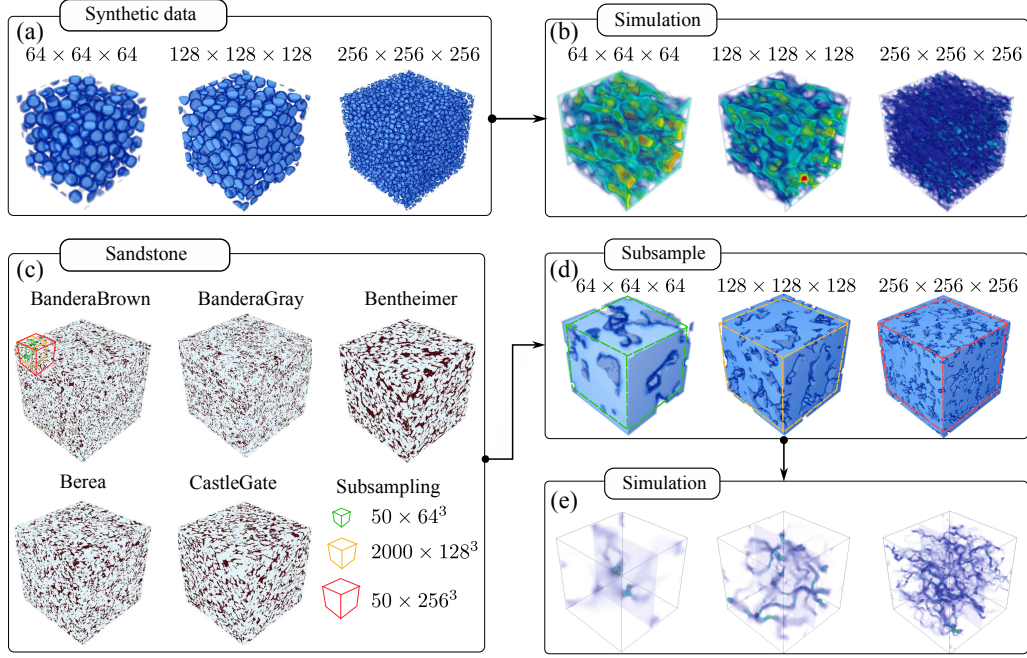 (a)
Synthetic data
64 × 64 × 64
128 × 128 × 128
256 × 256 × 256
(b)
Simulation
64 × 64 × 64
128 × 128 × 128
256 × 256 × 256
(c)
Sandstone
BanderaBrown
BanderaGray
Bentheimer
Berea
CastleGate
Subsampling
50 × 64³
2000 × 128³
50 × 256³
(d)
Subsample
64 × 64 × 64
128 × 128 × 128
256 × 256 × 256
(e)
Simulation